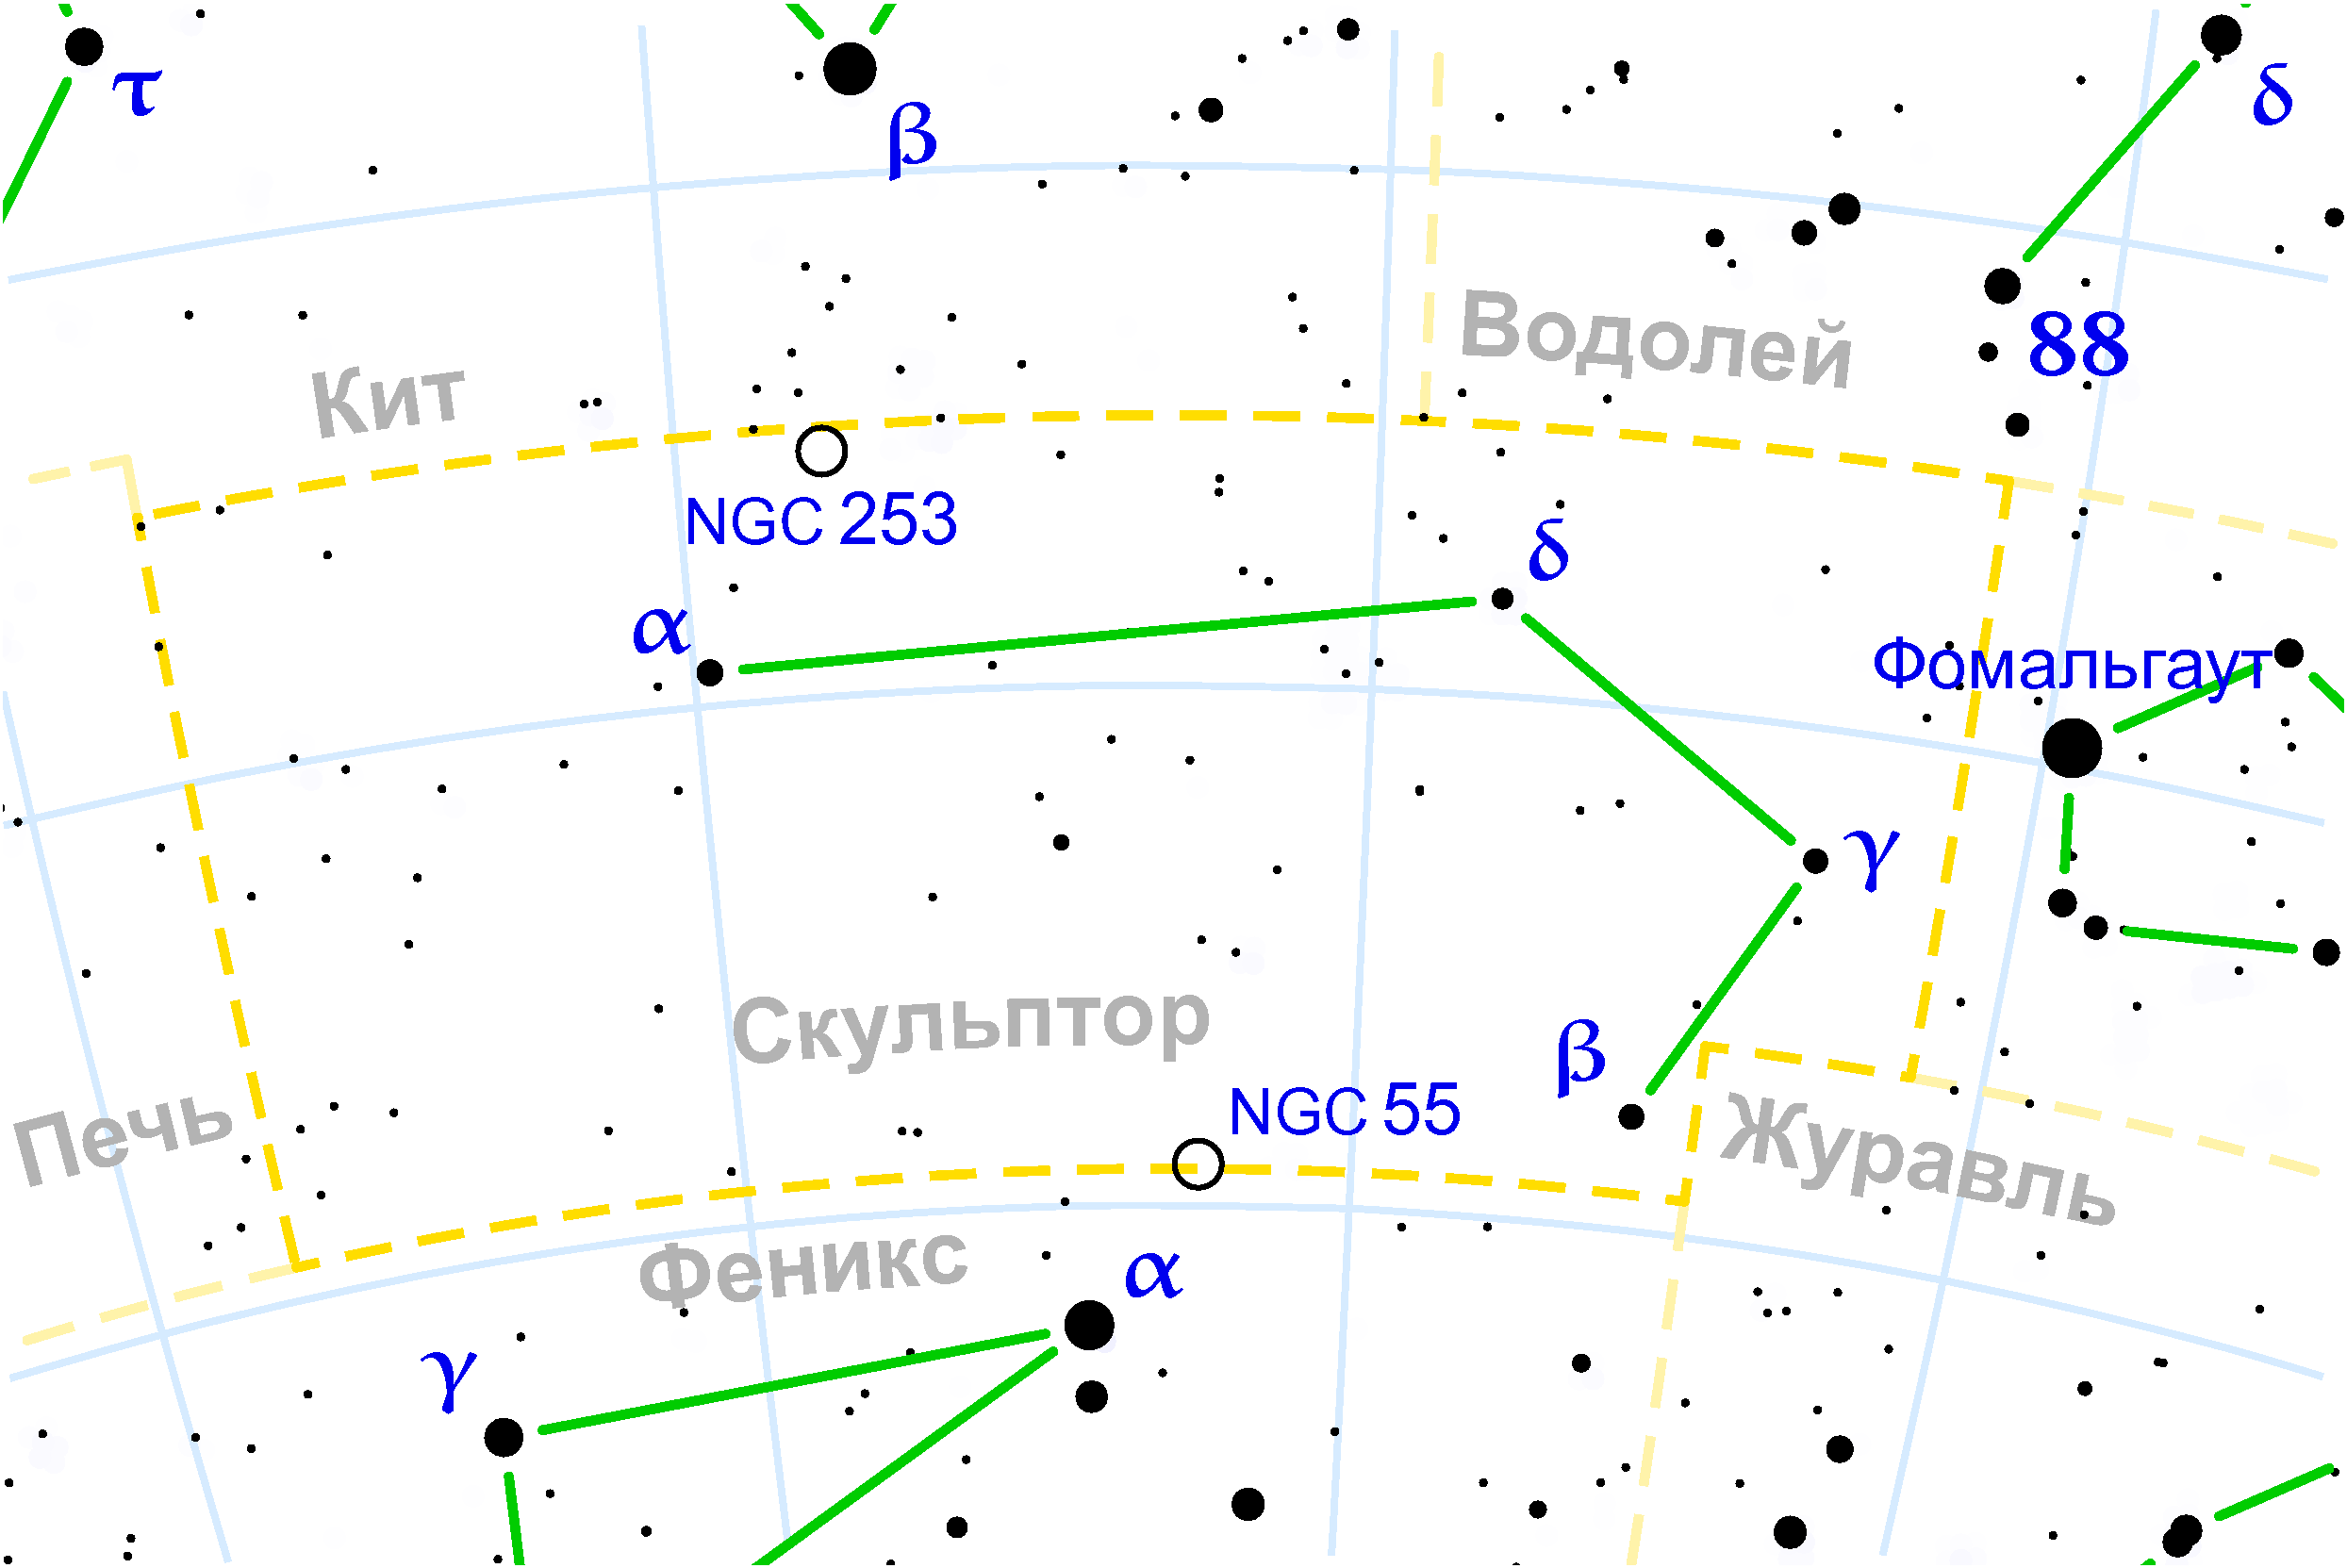 τ
β
δ
88
Водолей
Кит
NGC 253
δ
α
Фомальгаут
γ
Скульптор
β
NGC 55
Печь
Журавль
Феникс
α
γ